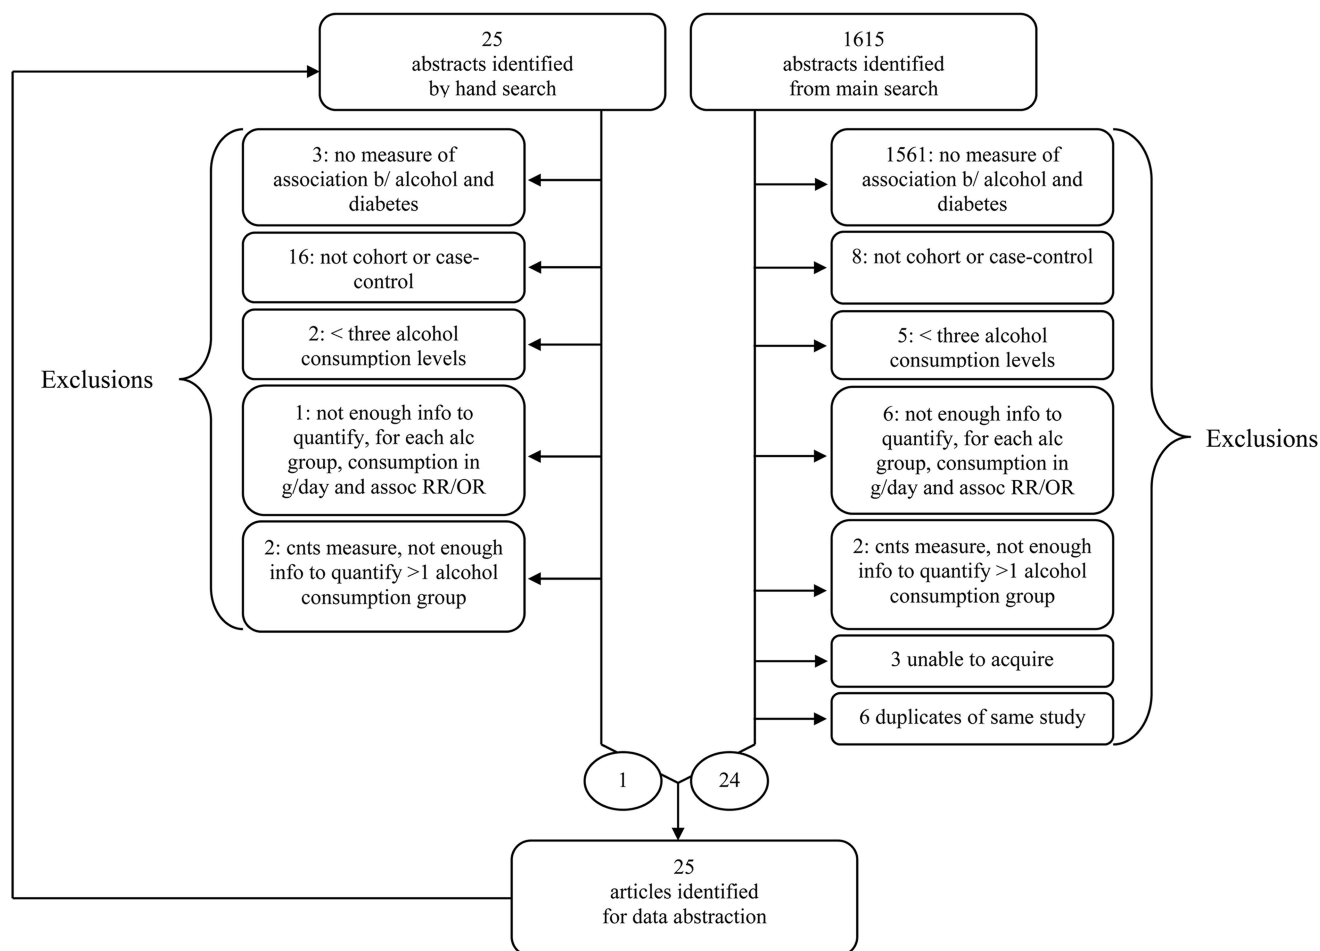 25
abstracts identified
by hand search
1615
abstracts identified
from main search
3: no measure of
association b/ alcohol and
diabetes
16: not cohort or case-
control
2: < three alcohol
consumption levels
1: not enough info to
quantify, for each alc
group, consumption in
g/day and assoc RR/OR
2: cnts measure, not enough
info to quantify >1 alcohol
consumption group
Exclusions
1561: no measure of
association b/ alcohol and
diabetes
8: not cohort or case-control
5: < three alcohol
consumption levels
6: not enough info to
quantify, for each alc
group, consumption in
g/day and assoc RR/OR
2: cnts measure, not enough
info to quantify >1 alcohol
consumption group
3 unable to acquire
6 duplicates of same study
Exclusions
1
24
25
articles identified
for data abstraction